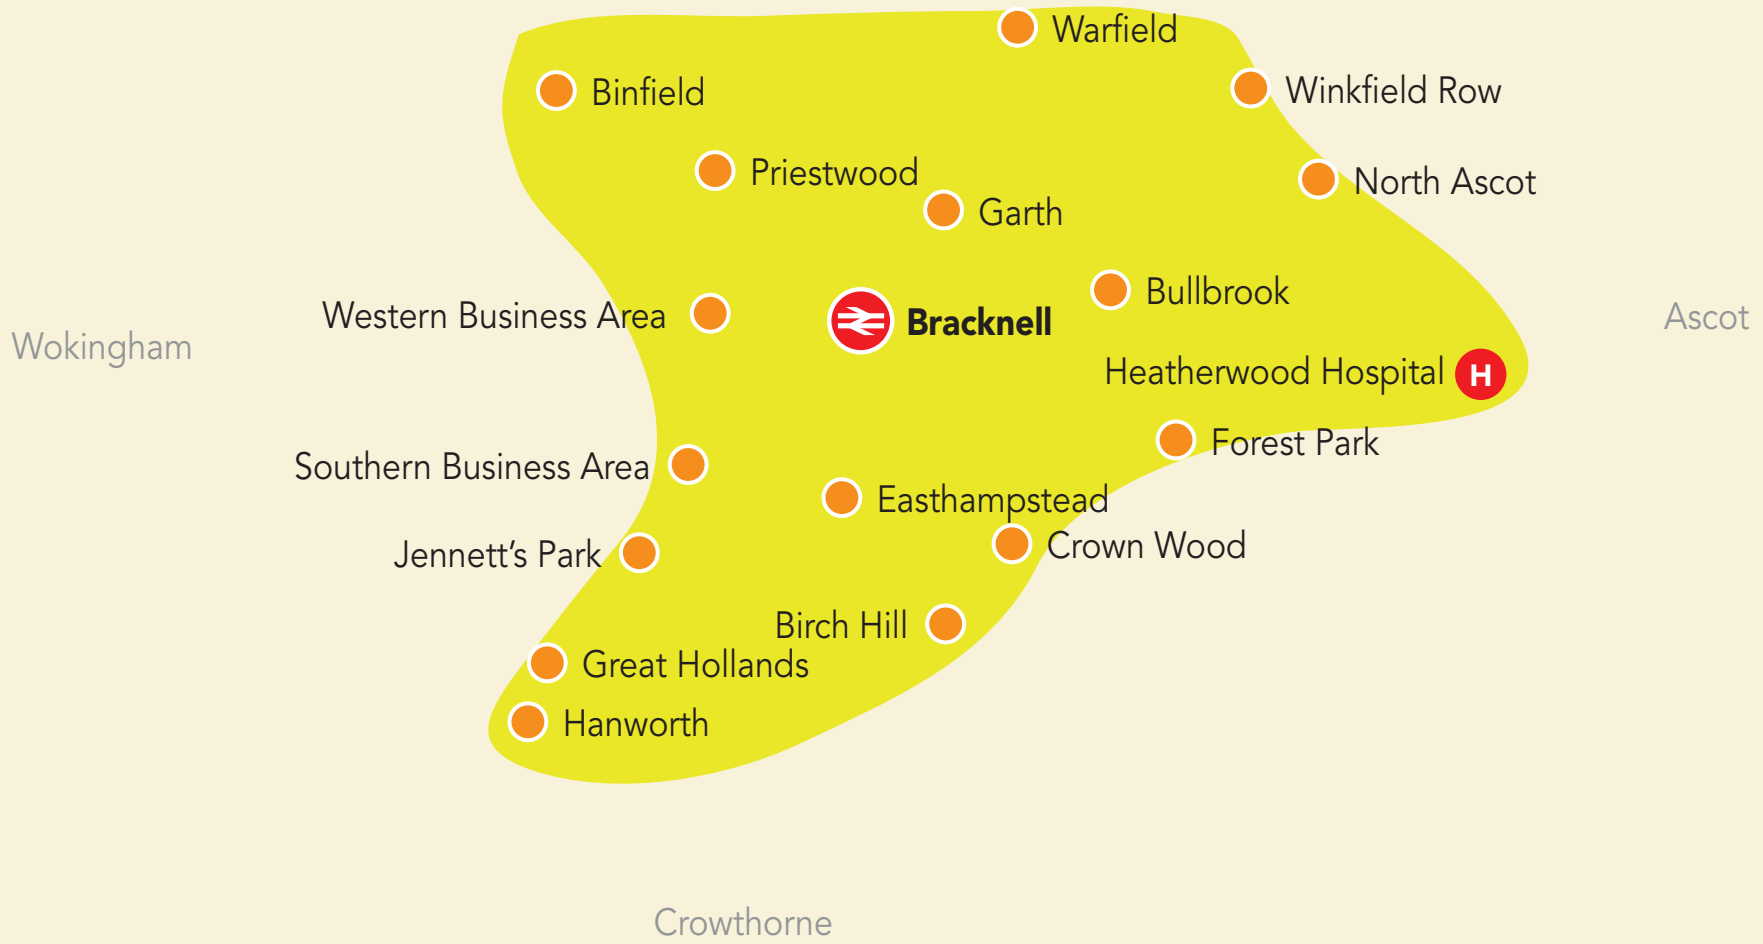 Warfield
Binfield
Winkfield Row
Priestwood
North Ascot
Garth
Bullbrook
Western Business Area
Bracknell
Ascot
Wokingham
Heatherwood Hospital H
Forest Park
Southern Business Area
Easthampstead
Crown Wood
Jennett’s Park
Birch Hill
Great Hollands
Hanworth
Crowthorne